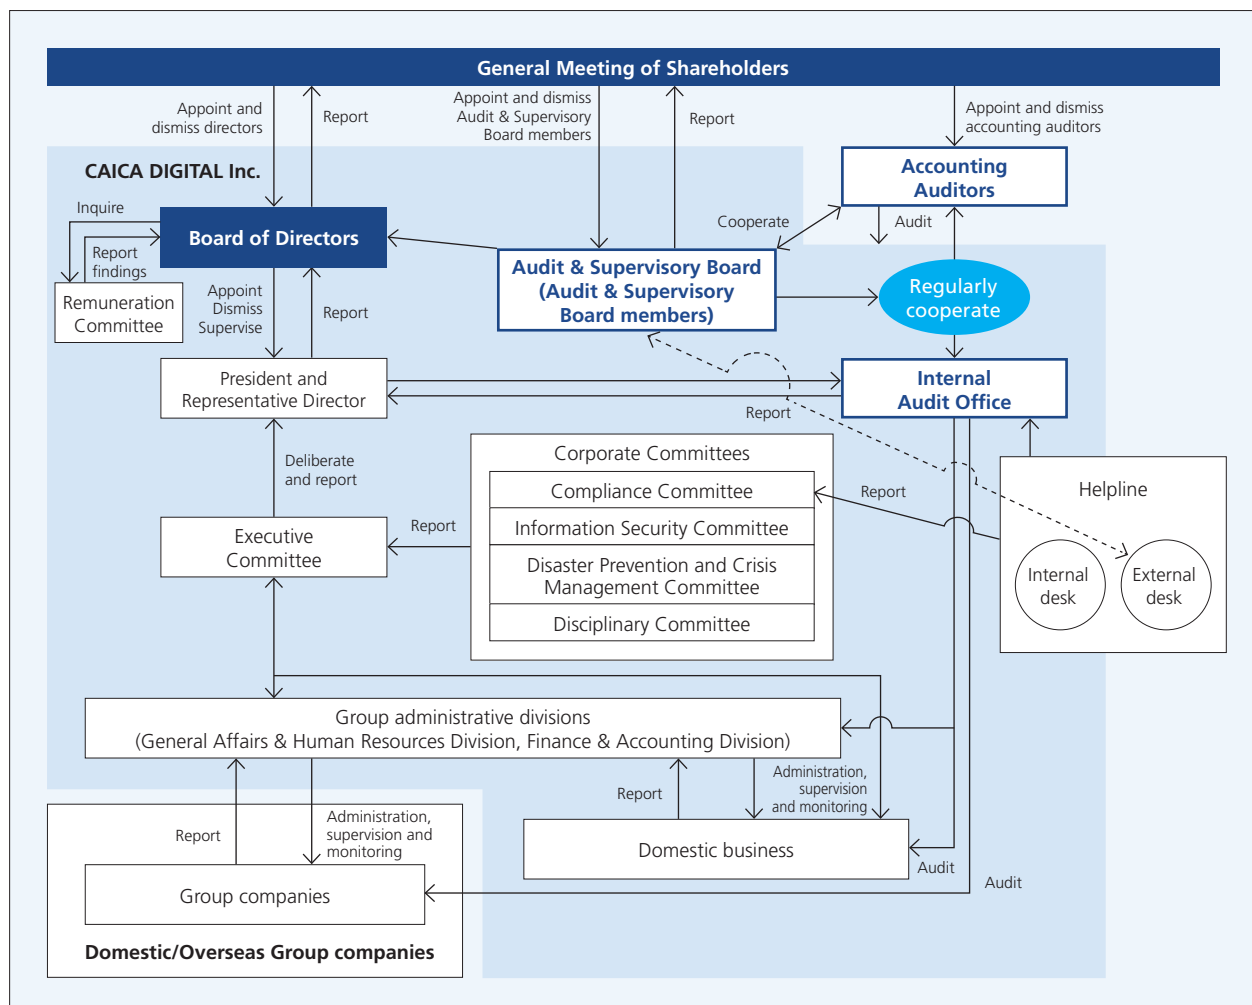 General Meeting of Shareholders
Appoint and
dismiss directors
Report
Appoint and dismiss
Audit & Supervisory
Board members
Report
Appoint and dismiss
accounting auditors
CAICA DIGITAL Inc.
Accounting
Auditors
Inquire
Board of Directors
Cooperate
Audit
Report
findings
Audit & Supervisory Board
(Audit & Supervisory
Board members)
Regularly
cooperate
Remuneration
Committee
Appoint
Dismiss
Supervise
Report
President and
Representative Director
Internal
Audit Office
Report
Deliberate
and report
Corporate Committees
Compliance Committee
Information Security Committee
Disaster Prevention and Crisis
Management Committee
Disciplinary Committee
Report
Helpline
Internal
desk
External
desk
Executive
Committee
Report
Group administrative divisions
(General Affairs & Human Resources Division, Finance & Accounting Division)
Report
Administration,
supervision and
monitoring
Report
Administration,
supervision
and monitoring
Domestic business
Audit
Audit
Group companies
Domestic/Overseas Group companies